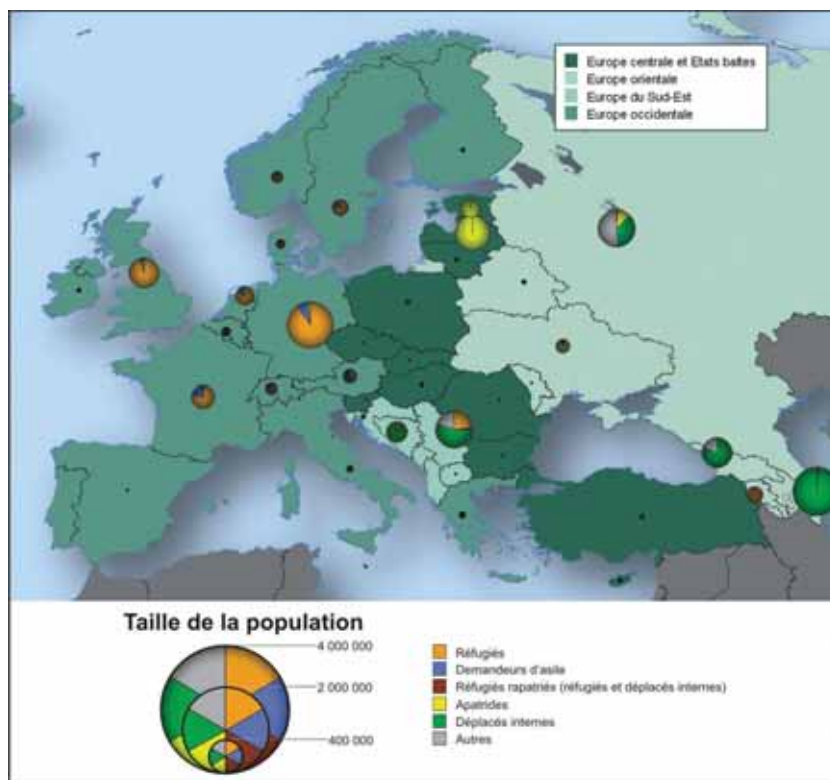 Europe centrale et Etats baltes
Europe orientale
Europe du Sud-Est
Europe occidentale
Taille de la population
4 000 000
2 000 000
400 000
Réfugiés
Demandeurs d'asile
Réfugiés rapatriés (réfugiés et déplacés internes)
Apatrides
Déplacés internes
Autres